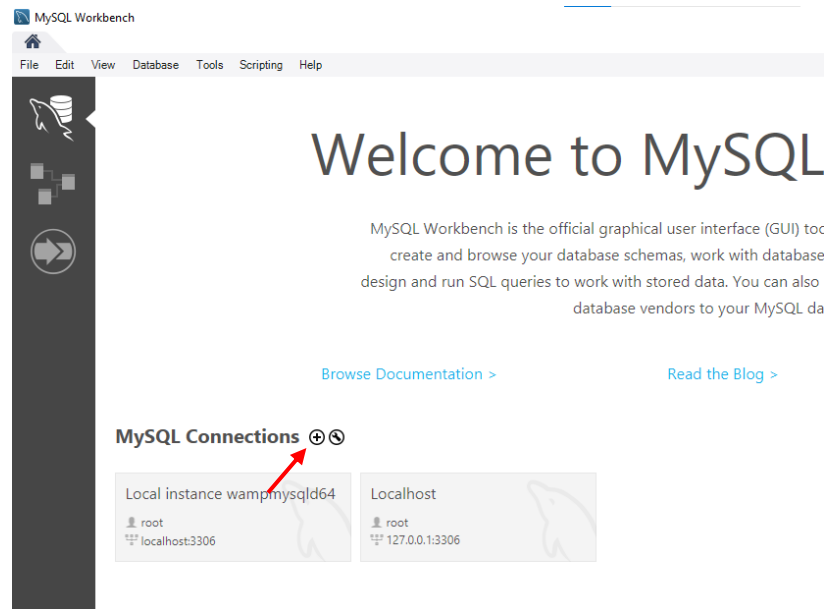 MySQL Workbench
File Edit View Database Tools Scripting Help
Welcome to MySQL
MySQL Workbench is the official graphical user interface (GUI)
create and browse your database schemas, work with database
design and run SQL queries to work with stored data. You can also
database vendors to your MySQL
Browse Documentation >
Read the Blog >
MySQL Connections
Local instance wampmysqld64
root
localhost:3306
Localhost
root
127.0.0.1:3306